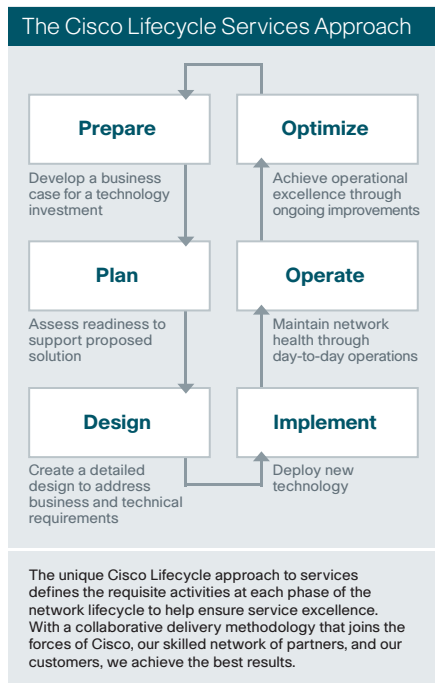 The Cisco Lifecycle Services Approach
Prepare
Develop a business
case for a technology
investment
Plan
Assess readiness to
support proposed
solution
Design
Create a detailed
design to address
business and technical
requirements
Implement
Deploy new
technology
Operate
Maintain network
health through
day-to-day operations
Optimize
Achieve operational
excellence through
ongoing improvements
The unique Cisco Lifecycle approach to services
defines the requisite activities at each phase of the
network lifecycle to help ensure service excellence.
With a collaborative delivery methodology that joins the
forces of Cisco, our skilled network of partners, and our
customers, we achieve the best results.